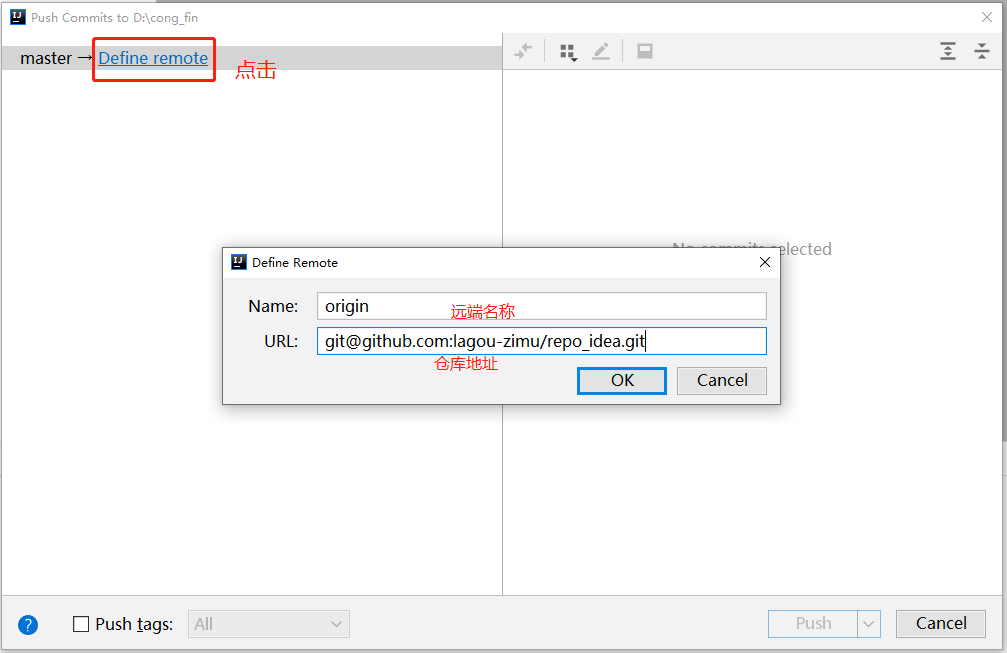 Push Commits to D:\cong_fin
master → Define remote
点击
No commits selected
Define Remote
Name: origin
远端名称
URL: git@github.com:lagou-zimu/repo_idea.git
仓库地址
OK Cancel
? Push tags: All Push Cancel